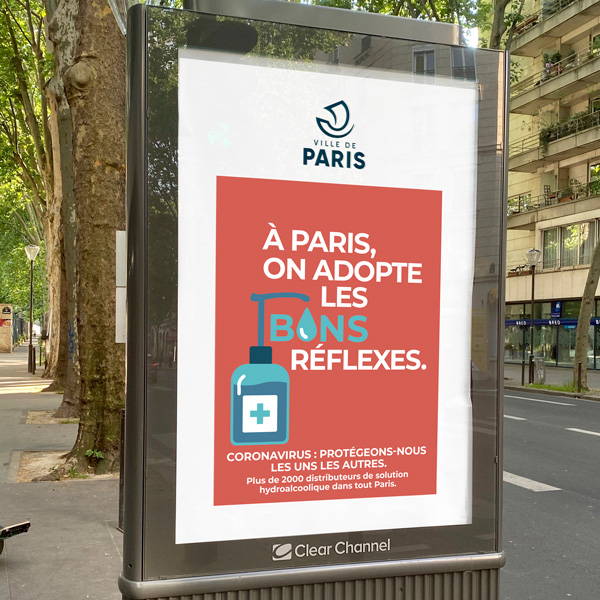 VILLE DE
PARIS
À PARIS,
ON ADOPTE
LES
BONS
RÉFLEXES.
CORONAVIRUS : PROTÉGEONS-NOUS
LES UNS LES AUTRES.
Plus de 2000 distributeurs de solution
hydroalcoolique dans tout Paris.
Clear Channel
BRED